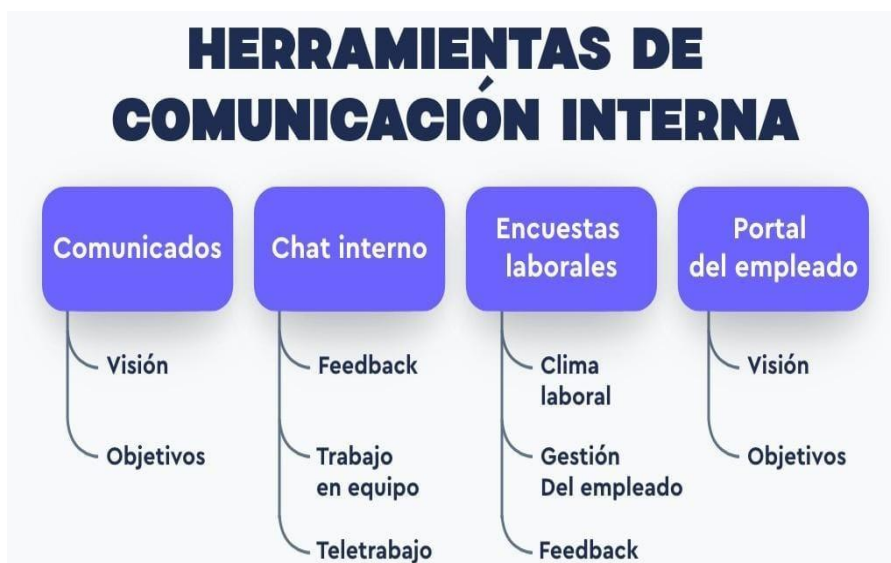 HERRAMIENTAS DE
COMUNICACIÓN INTERNA
Comunicados
Visión
Objetivos
Chat interno
Feedback
Trabajo
en equipo
Teletrabajo
Encuestas
laborales
Clima
laboral
Gestión
Del empleado
Feedback
Portal
del empleado
Visión
Objetivos